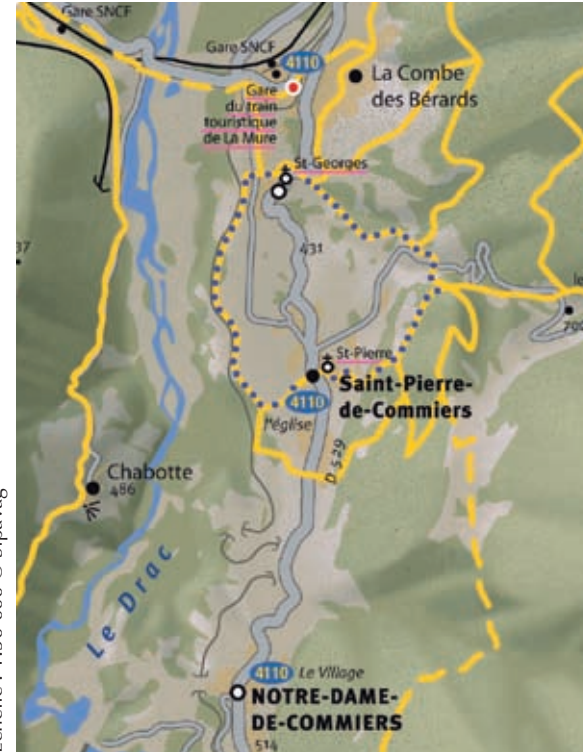 Gare SNCF
Gare SNCF
4110
La Combe
des Bérards
Gare
du train
touristique
de La Mure
St-Georges
37
431
St-Pierre
700
Saint-Pierre-
de-Commiers
4110
l'église
D 529
Chabotte
486
Le Drac
4110 Le Village
NOTRE-DAME-
DE-COMMIERS
514